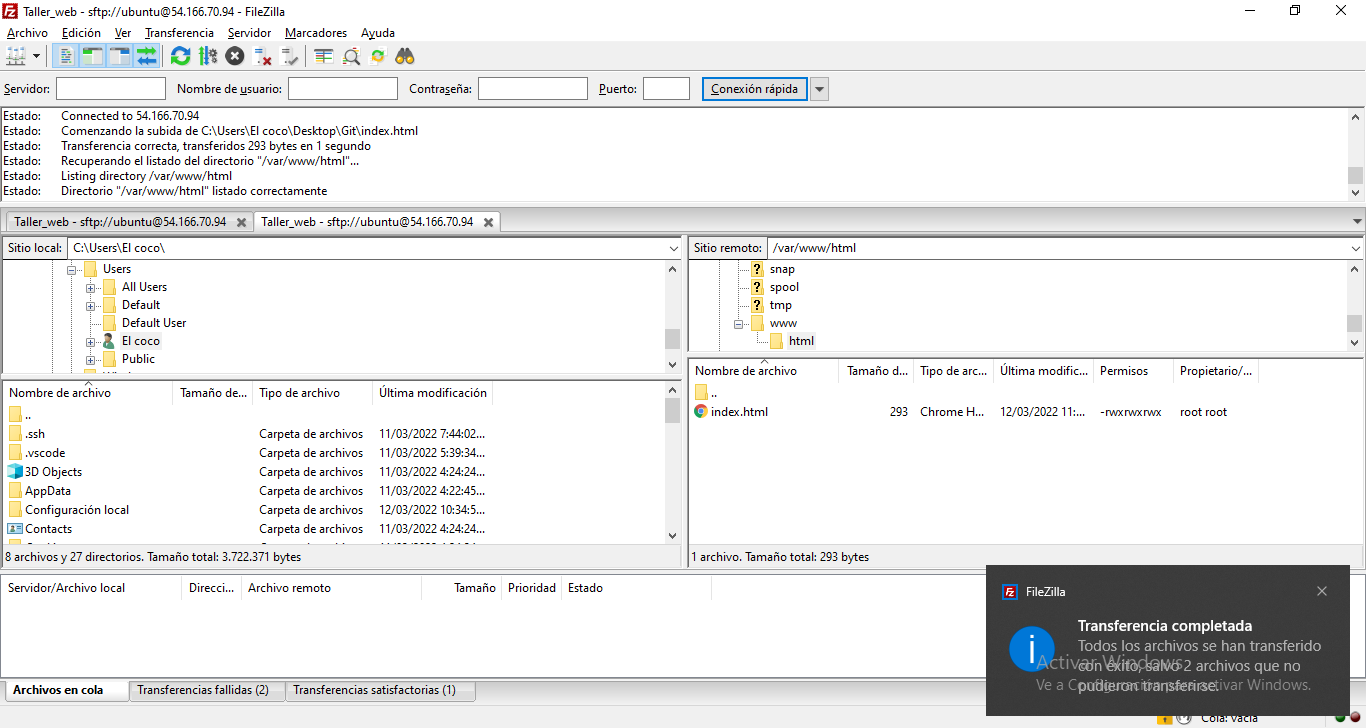 Taller_web - sftp://ubuntu@54.166.70.94 - FileZilla
Archivo Edición Ver Transferencia Servidor Marcadores Ayuda
Servidor: Nombre de usuario: Contraseña: Puerto: Conexión rápida
Estado: Connected to 54.166.70.94
Estado: Comenzando la subida de C:\Users\El coco\Desktop\Git\index.html
Estado: Transferencia correcta, transferidos 293 bytes en 1 segundo
Estado: Recuperando el listado del directorio "/var/www/html"...
Estado: Listing directory /var/www/html
Estado: Directorio "/var/www/html" listado correctamente
Taller_web - sftp://ubuntu@54.166.70.94 Taller_web - sftp://ubuntu@54.166.70.94
Sitio local: C:\Users\El coco\
Users
All Users
Default
Default User
El coco
Public
Nombre de archivo Tamaño de... Tipo de archivo Última modificación
..
.ssh Carpeta de archivos 11/03/2022 7:44:02...
.vscode Carpeta de archivos 11/03/2022 5:39:34...
3D Objects Carpeta de archivos 11/03/2022 4:24:24...
AppData Carpeta de archivos 11/03/2022 4:22:45...
Configuración local Carpeta de archivos 12/03/2022 10:34:5...
Contacts Carpeta de archivos 11/03/2022 4:24:24...
8 archivos y 27 directorios. Tamaño total: 3.722.371 bytes
Sitio remoto: /var/www/html
snap
spool
tmp
www
html
Nombre de archivo Tamaño d... Tipo de arc... Última modific... Permisos Propietario/...
..
index.html 293 Chrome H... 12/03/2022 11:... -rwxrwxrwx root root
1 archivo. Tamaño total: 293 bytes
Servidor/Archivo local Direcci... Archivo remoto Tamaño Prioridad Estado
Archivos en cola Transferencias fallidas (2) Transferencias satisfactorias (1)
FileZilla
Transferencia completada
Todos los archivos se han transferido
con éxito, salvo 2 archivos que no
pudieron transferirse.
Activar Windows
Ve a Configuración para activar Windows.
Cola: vacía